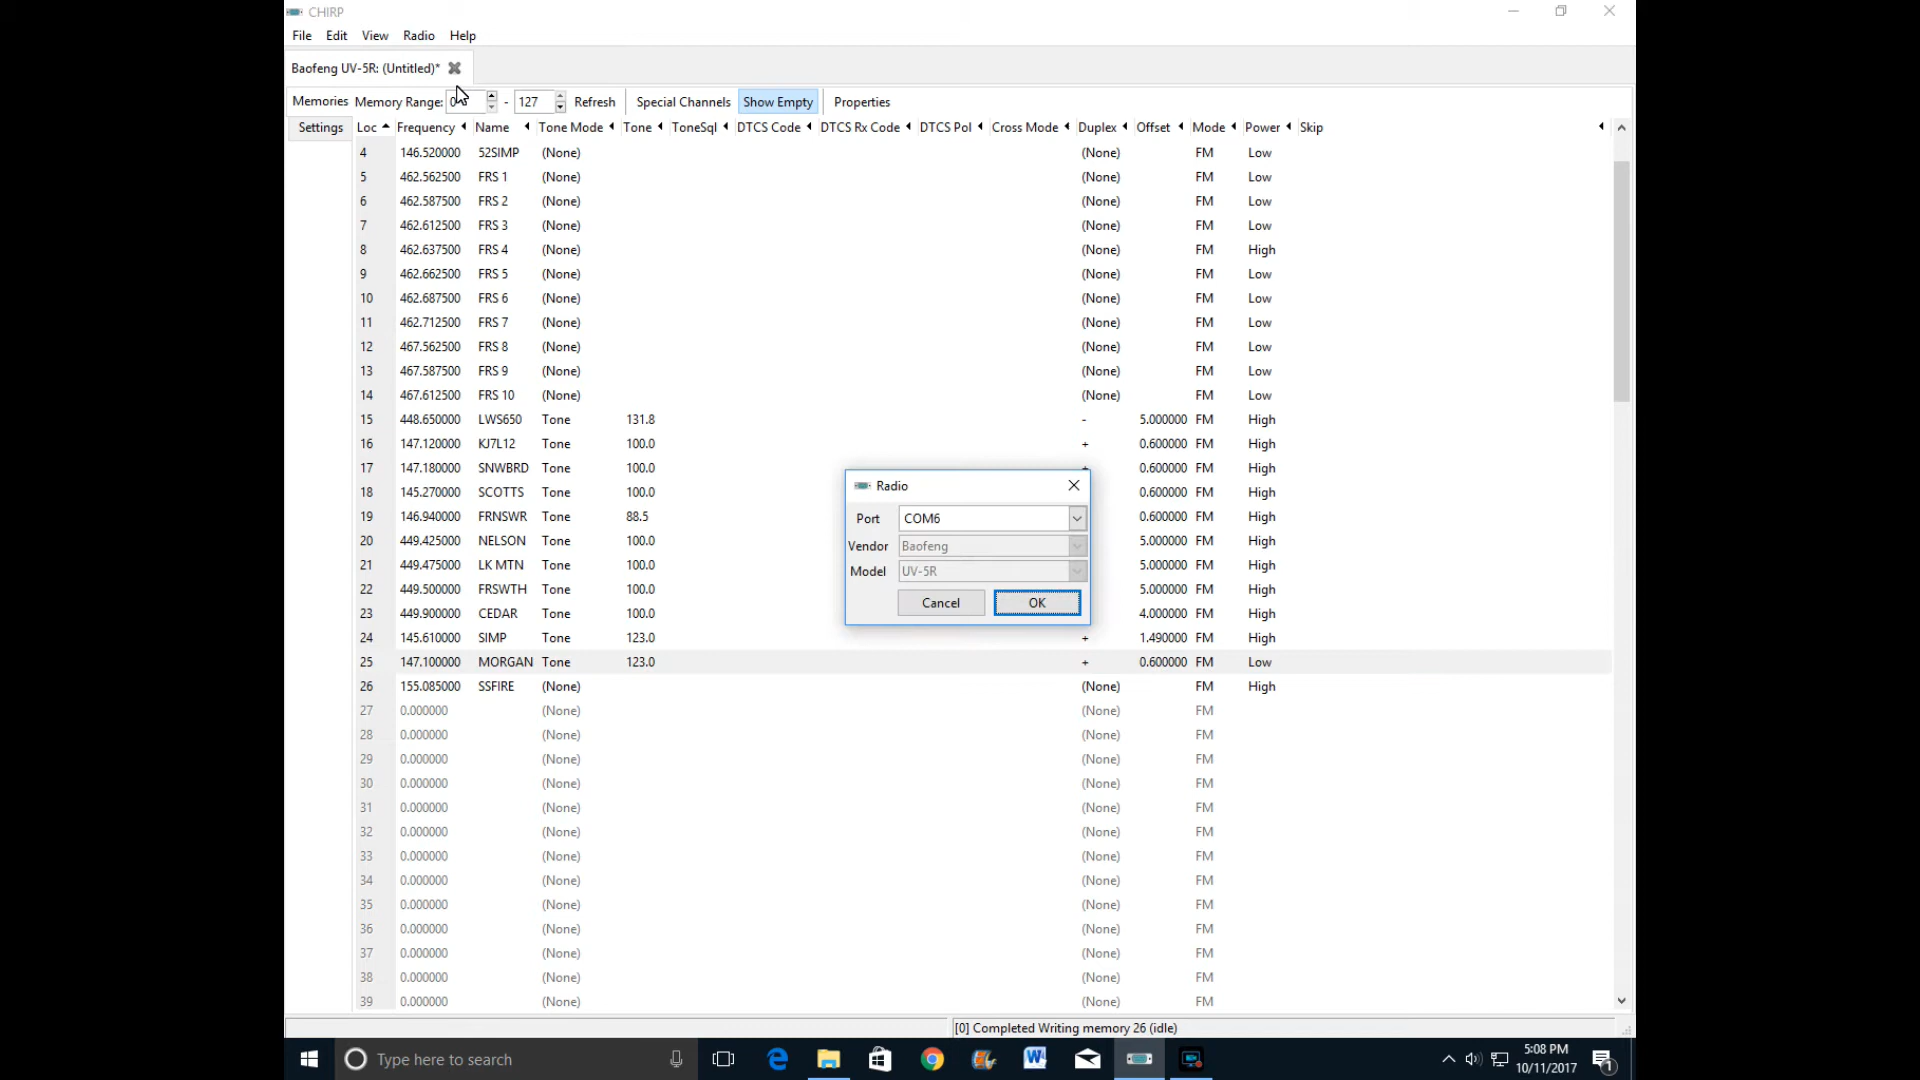 CHIRP
File Edit View Radio Help
Baofeng UV-5R: (Untitled)*
Memories Memory Range: 0 - 127 Refresh Special Channels Show Empty Properties
Settings Loc Frequency Name Tone Mode Tone ToneSql DTCS Code DTCS Rx Code DTCS Pol Cross Mode Duplex Offset Mode Power Skip
4 146.520000 52SIMP (None) (None) FM Low
5 462.562500 FRS 1 (None) (None) FM Low
6 462.587500 FRS 2 (None) (None) FM Low
7 462.612500 FRS 3 (None) (None) FM Low
8 462.637500 FRS 4 (None) (None) FM High
9 462.662500 FRS 5 (None) (None) FM Low
10 462.687500 FRS 6 (None) (None) FM Low
11 462.712500 FRS 7 (None) (None) FM Low
12 467.562500 FRS 8 (None) (None) FM Low
13 467.587500 FRS 9 (None) (None) FM Low
14 467.612500 FRS 10 (None) (None) FM Low
15 448.650000 LWS650 Tone 131.8 - 5.000000 FM High
16 147.120000 KJ7L12 Tone 100.0 + 0.600000 FM High
17 147.180000 SNWBRD Tone 100.0 0.600000 FM High
18 145.270000 SCOTTS Tone 100.0 0.600000 FM High
19 146.940000 FRNSWR Tone 88.5 0.600000 FM High
20 449.425000 NELSON Tone 100.0 5.000000 FM High
21 449.475000 LK MTN Tone 100.0 5.000000 FM High
22 449.500000 FRSWTH Tone 100.0 5.000000 FM High
23 449.900000 CEDAR Tone 100.0 4.000000 FM High
24 145.610000 SIMP Tone 123.0 + 1.490000 FM High
25 147.100000 MORGAN Tone 123.0 + 0.600000 FM Low
26 155.085000 SSFIRE (None) (None) FM High
27 0.000000 (None) (None) FM
28 0.000000 (None) (None) FM
29 0.000000 (None) (None) FM
30 0.000000 (None) (None) FM
31 0.000000 (None) (None) FM
32 0.000000 (None) (None) FM
33 0.000000 (None) (None) FM
34 0.000000 (None) (None) FM
35 0.000000 (None) (None) FM
36 0.000000 (None) (None) FM
37 0.000000 (None) (None) FM
38 0.000000 (None) (None) FM
39 0.000000 (None) (None) FM
Radio
Port COM6
Vendor Baofeng
Model UV-5R
Cancel OK
[0] Completed Writing memory 26 (idle)
Type here to search
5:08 PM
10/11/2017
1